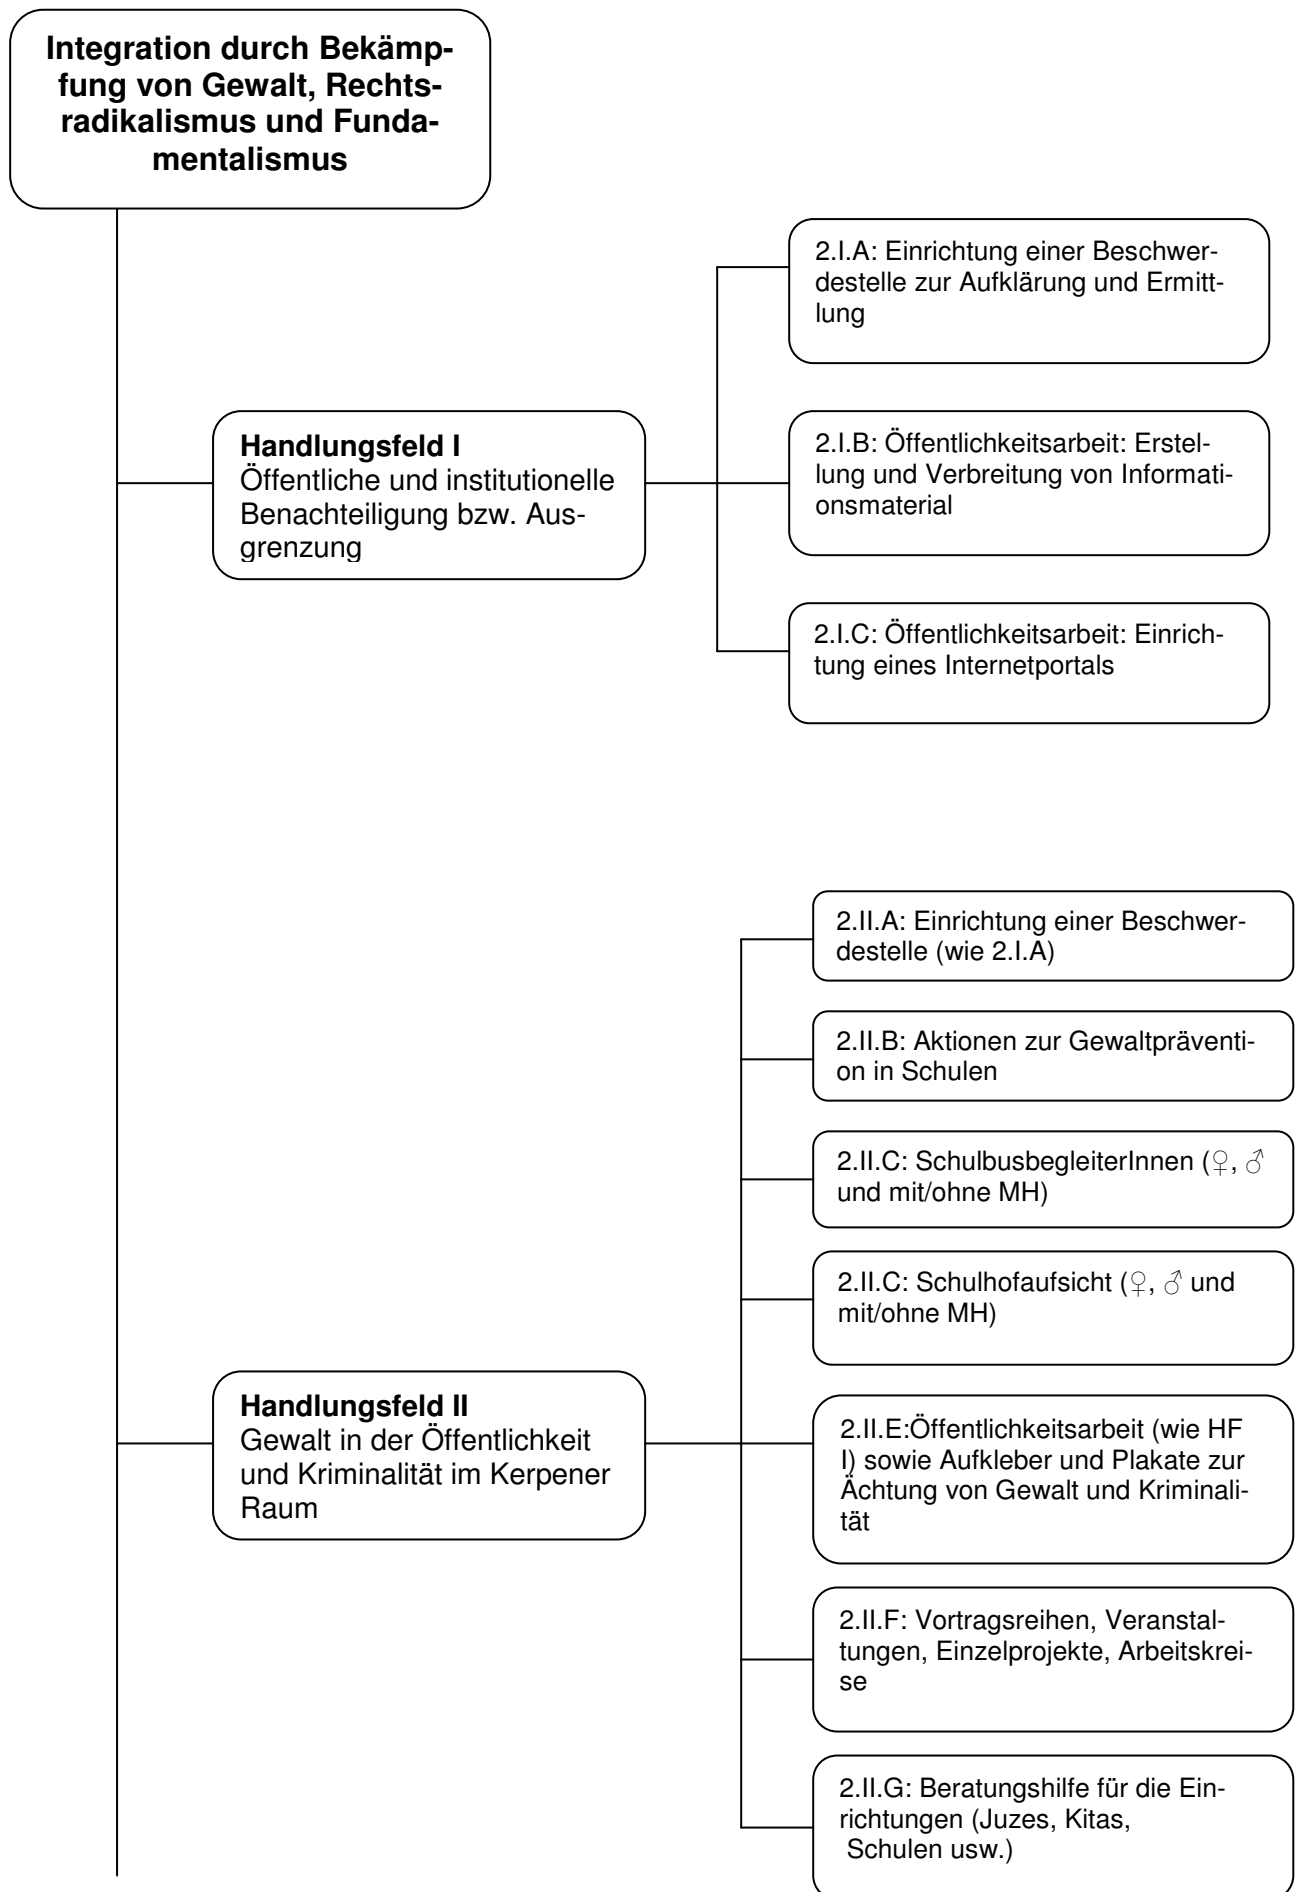 Integration durch Bekämp-
fung von Gewalt, Rechts-
radikalismus und Funda-
mentalismus
2.I.A: Einrichtung einer Beschwer-
destelle zur Aufklärung und Ermitt-
lung
Handlungsfeld I
Öffentliche und institutionelle
Benachteiligung bzw. Aus-
grenzung
2.I.B: Öffentlichkeitsarbeit: Erstel-
lung und Verbreitung von Informati-
onsmaterial
2.I.C: Öffentlichkeitsarbeit: Einrich-
tung eines Internetportals
2.II.A: Einrichtung einer Beschwer-
destelle (wie 2.I.A)
2.II.B: Aktionen zur Gewaltpräventi-
on in Schulen
2.II.C: SchulbusbegleiterInnen (♀, ♂
und mit/ohne MH)
2.II.C: Schulhofaufsicht (♀, ♂ und
mit/ohne MH)
Handlungsfeld II
Gewalt in der Öffentlichkeit
und Kriminalität im Kerpener
Raum
2.II.E:Öffentlichkeitsarbeit (wie HF
I) sowie Aufkleber und Plakate zur
Ächtung von Gewalt und Kriminali-
tät
2.II.F: Vortragsreihen, Veranstal-
tungen, Einzelprojekte, Arbeitskrei-
se
2.II.G: Beratungshilfe für die Ein-
richtungen (Juzes, Kitas,
Schulen usw.)